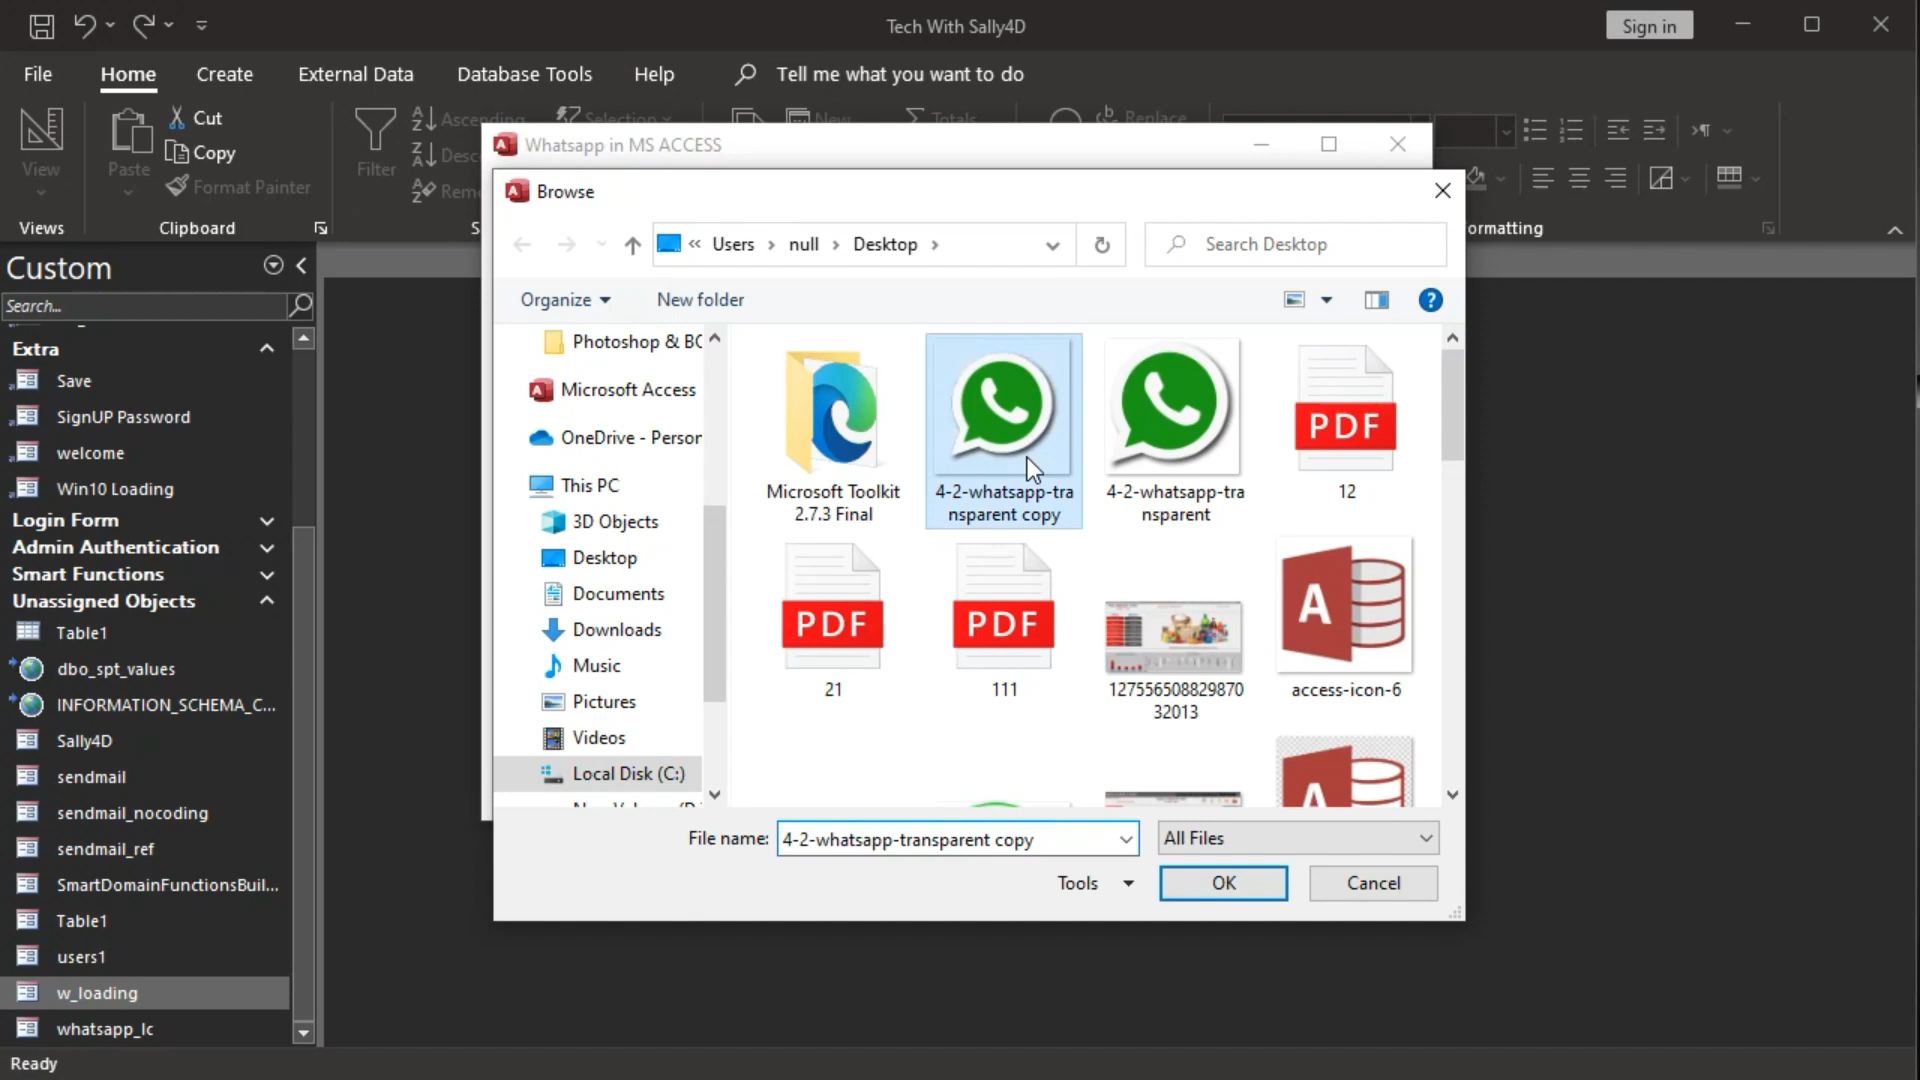 Tech With Sally4D
Sign in
File
Home
Create
External Data
Database Tools
Help
Tell me what you want to do
View
Paste
Cut
Copy
Format Painter
Filter
Ascending
Selection
New
Totals
Replace
Views
Clipboard
ormatting
Whatsapp in MS ACCESS
Browse
« Users > null > Desktop >
Search Desktop
Organize
New folder
Custom
Search...
Extra
Save
SignUP Password
welcome
Win10 Loading
Login Form
Admin Authentication
Smart Functions
Unassigned Objects
Table1
dbo_spt_values
INFORMATION_SCHEMA_C...
Sally4D
sendmail
sendmail_nocoding
sendmail_ref
SmartDomainFunctionsBuil...
Table1
users1
w_loading
whatsapp_lc
Photoshop & BC
Microsoft Access
OneDrive - Person
This PC
3D Objects
Desktop
Documents
Downloads
Music
Pictures
Videos
Local Disk (C:)
Microsoft Toolkit
2.7.3 Final
4-2-whatsapp-tra
nsparent copy
4-2-whatsapp-tra
nsparent
PDF
12
PDF
21
PDF
111
127556508829870
32013
A
access-icon-6
File name:
4-2-whatsapp-transparent copy
All Files
Tools
OK
Cancel
Ready